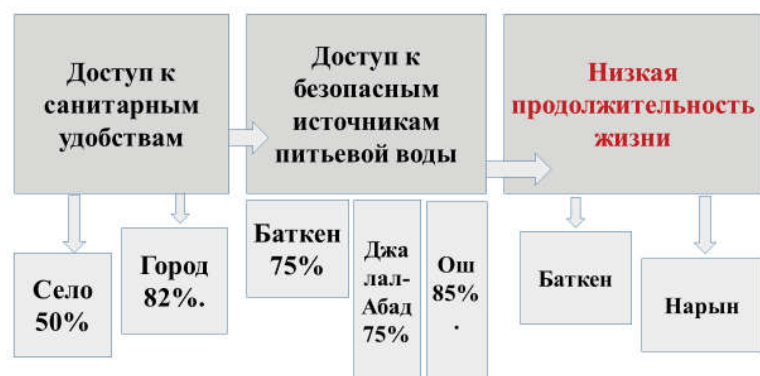 Доступ к
санитарным
удобствам
Доступ к
безопасным
источникам
питьевой воды
Низкая
продолжительность
жизни
Село
50%
Город
82%.
Баткен
75%
Джа
лал-
Абад
75%
Ош
85%
.
Баткен
Нарын